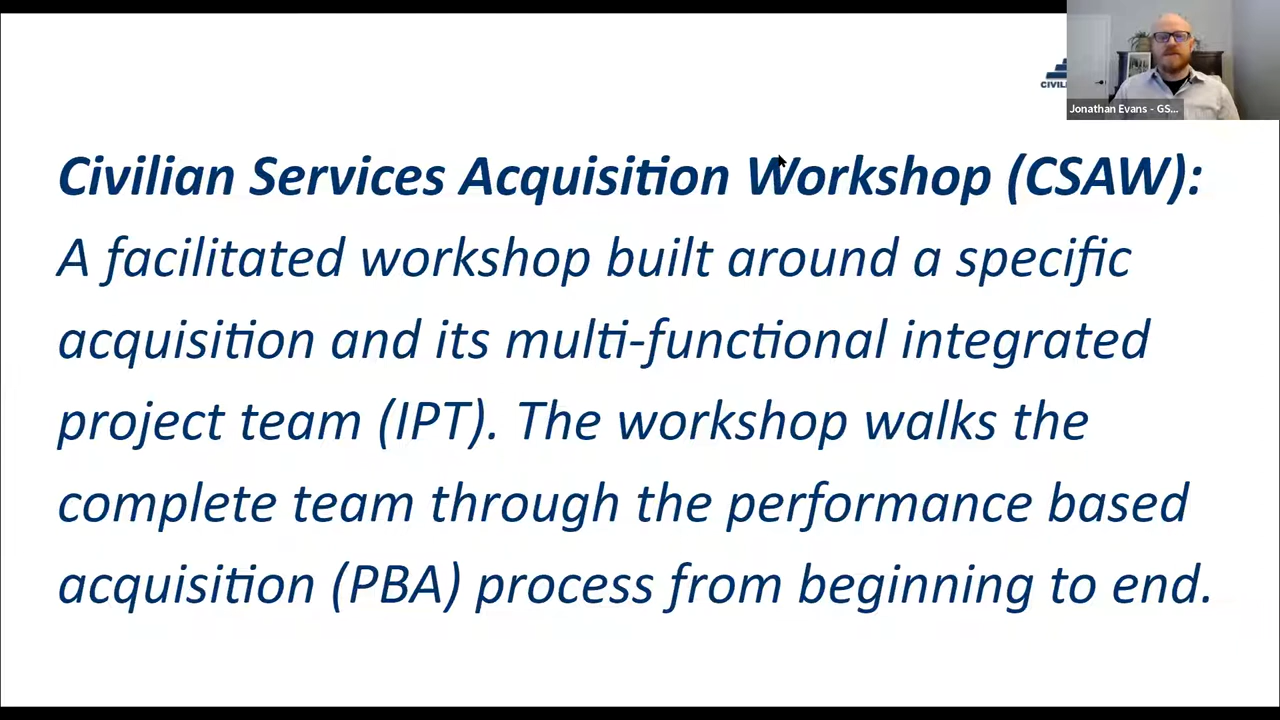 Jonathan Evans - GS...
Civilian Services Acquisition Workshop (CSAW):
A facilitated workshop built around a specific
acquisition and its multi-functional integrated
project team (IPT). The workshop walks the
complete team through the performance based
acquisition (PBA) process from beginning to end.